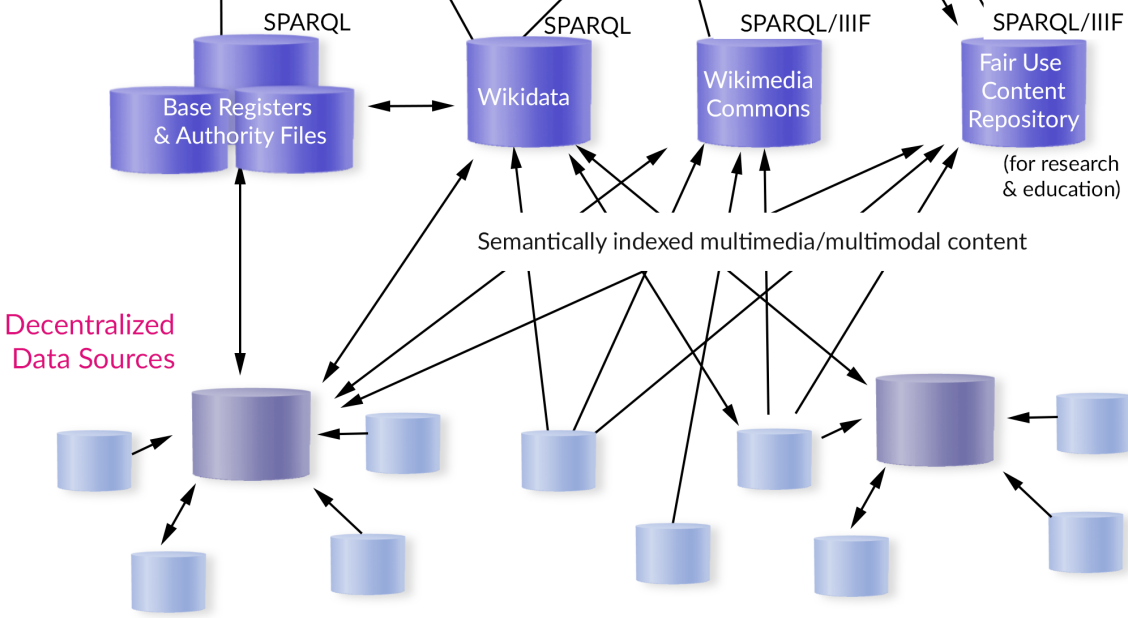 SPARQL
SPARQL
SPARQL/IIIF
SPARQL/IIIF
Base Registers
& Authority Files
Wikidata
Wikimedia
Commons
Fair Use
Content
Repository
(for research
& education)
Semantically indexed multimedia/multimodal content
Decentralized
Data Sources